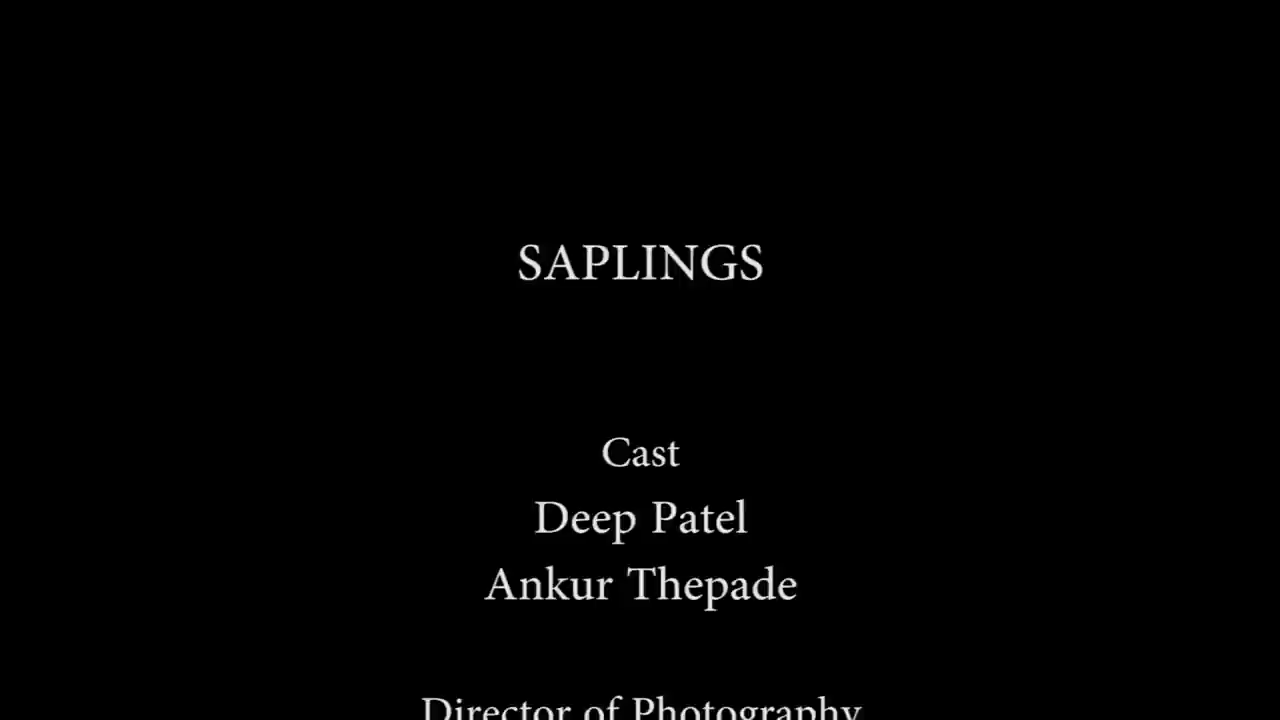 SAPLINGS
Cast
Deep Patel
Ankur Thepade
Director of Photography